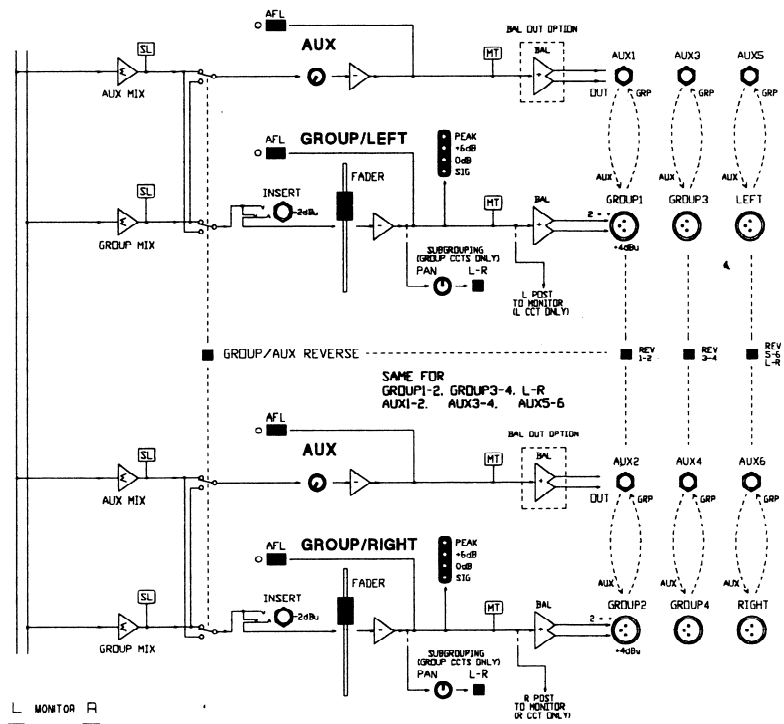 AFL
AUX
SL
MT
BAL OUT OPTION
BAL
AUX1 AUX3 AUX5
AUX MIX
OUT GRP GRP GRP
AFL
GROUP/LEFT
PEAK
+6dB
0dB
SIG
FADER
SL
INSERT
-2dBu
MT
BAL
AUX AUX AUX
GROUP1 GROUP3 LEFT
2 --
+4dBu
GROUP MIX
SUBGROUPING
(GROUP CCTS ONLY)
PAN L-R
L POST
TO MONITOR
(L CCT ONLY)
GROUP/AUX REVERSE
REV
1-2
REV
3-4
REV
5-6
L-R
SAME FOR
GROUP1-2, GROUP3-4, L-R
AUX1-2, AUX3-4, AUX5-6
AFL
AUX
SL
MT
BAL OUT OPTION
BAL
AUX2 AUX4 AUX6
AUX MIX
OUT GRP GRP GRP
AFL
GROUP/RIGHT
PEAK
+6dB
0dB
SIG
FADER
SL
INSERT
-2dBu
MT
BAL
AUX AUX AUX
GROUP2 GROUP4 RIGHT
2 --
+4dBu
GROUP MIX
SUBGROUPING
(GROUP CCTS ONLY)
PAN L-R
R POST
TO MONITOR
(R CCT ONLY)
L MONITOR R